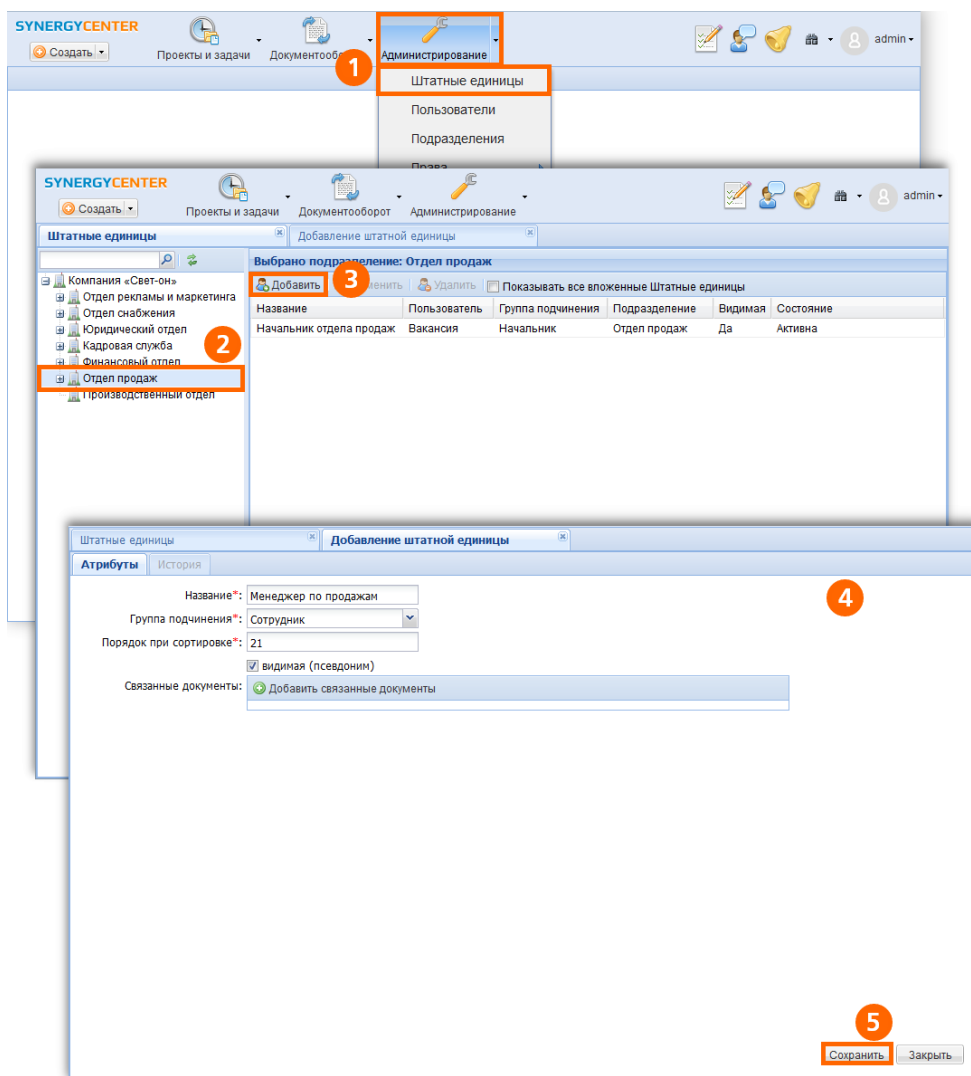 SYNERGYCENTER
Создать
Проекты и задачи
Документооб
Администрирование
admin
1
Штатные единицы
Пользователи
Подразделения
Права
SYNERGYCENTER
Создать
Проекты и задачи
Документооборот
Администрирование
admin
Штатные единицы
Добавление штатной единицы
Выбрано подразделение: Отдел продаж
Добавить
3
енить
Удалить
Показывать все вложенные Штатные единицы
Название Пользователь Группа подчинения Подразделение Видимая Состояние
Начальник отдела продаж Вакансия Начальник Отдел продаж Да Активна
Компания «Свет-он»
Отдел рекламы и маркетинга
Отдел снабжения
Юридический отдел
Кадровая служба
2
Финансовый отдел
Отдел продаж
Производственный отдел
Штатные единицы
Добавление штатной единицы
Атрибуты
История
4
Название*: Менеджер по продажам
Группа подчинения*: Сотрудник
Порядок при сортировке*: 21
видимая (псевдоним)
Связанные документы: Добавить связанные документы
5
Сохранить
Закрыть